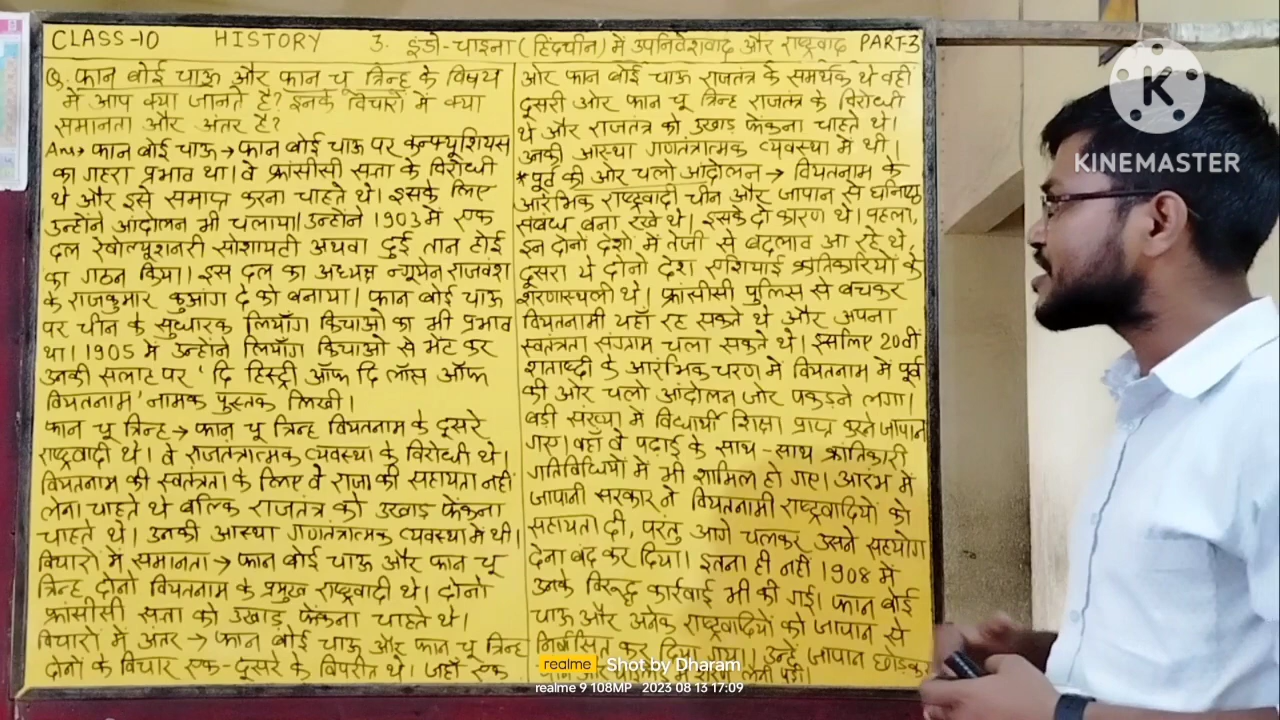 CLASS-10 HISTORY 3. इंडो-चाइना (हिंदचीन) में उपनिवेशवाद और राष्ट्रवाद PART-3
Q. फान बोई चाऊ और फान चू त्रिन्ह के विषय
में आप क्या जानते है? इनके विचारों में क्या
समानता और अंतर है?
Ans→ फान बोई चाऊ → फान बोई चाऊ पर कन्फ्यूशियस
का गहरा प्रभाव था। वे फ्रांसीसी सत्ता के विरोधी
थे और इसे समाप्त करना चाहते थे। इसके लिए
उन्होंने आंदोलन भी चलाया। उन्होंने 1903 में एक
दल रेवोल्यूशनरी सोशायटी अथवा दुई तान होई
का गठन किया। इस दल का अध्यक्ष न्यूयेन राजवंश
के राजकुमार कुआंग दे को बनाया। फान बोई चाऊ
पर चीन के सुधारक लियाँग किचाओ का भी प्रभाव
था। 1905 में उन्होंने लियाँग किचाओ से भेंट कर
उनकी सलाह पर 'दि हिस्ट्री ऑफ दि लॉस ऑफ
वियतनाम' नामक पुस्तक लिखी।
फान चू त्रिन्ह → फान चू त्रिन्ह वियतनाम के दूसरे
राष्ट्रवादी थे। वे राजतंत्रात्मक व्यवस्था के विरोधी थे।
वियतनाम की स्वतंत्रता के लिए वे राजा की सहायता नहीं
लेना चाहते थे बल्कि राजतंत्र को उखाड़ फेंकना
चाहते थे। उनकी आस्था गणतंत्रात्मक व्यवस्था में थी।
विचारों में समानता → फान बोई चाऊ और फान चू
त्रिन्ह दोनो वियतनाम के प्रमुख राष्ट्रवादी थे। दोनो
फ्रांसीसी सत्ता को उखाड़ फेंकना चाहते थे।
विचारों में अंतर → फान बोई चाऊ और फान चू त्रिन्ह
दोनों के विचार एक-दूसरे के विपरीत थे। जहाँ एक
ओर फान बोई चाऊ राजतंत्र के समर्थक थे वहीं
दूसरी ओर फान चू त्रिन्ह राजतंत्र के विरोधी
थे और राजतंत्र को उखाड़ फेंकना चाहते थे।
उनकी आस्था गणतंत्रात्मक व्यवस्था में थी।
*पूर्व की ओर चलो आंदोलन → वियतनाम के
आरंभिक राष्ट्रवादी चीन और जापान से घनिष्ठ
संबंध बना रखे थे। इसके दो कारण थे। पहला,
इन दोनो देशों में तेजी से बदलाव आ रहे थे,
दूसरा ये दोनो देश एशियाई क्रांतिकारियों के
शरणास्थली थे। फ्रांसीसी पुलिस से बचकर
वियतनामी यहाँ रह सकते थे और अपना
स्वतंत्रता संग्राम चला सकते थे। इसलिए 20वीं
शताब्दी के आरंभिक चरण में वियतनाम में पूर्व
की ओर चलो आंदोलन जोर पकड़ने लगा।
बड़ी संख्या में विद्यार्थी शिक्षा प्राप्त करने जापान
गए। वहाँ वे पढ़ाई के साथ-साथ क्रांतिकारी
गतिविधियों में भी शामिल हो गए। आरंभ में
जापानी सरकार ने वियतनामी राष्ट्रवादियों को
सहायता दी, परंतु आगे चलकर उसने सहयोग
देना बंद कर दिया। इतना ही नहीं 1908 में
उनके विरुद्ध कार्रवाई भी की गई। फान बोई
चाऊ और अनेक राष्ट्रवादियों को जापान से
निर्वासित कर दिया गया। उन्हें जापान छोड़कर
में शरण लेनी पड़ी।
K
KINEMASTER
realme Shot by Dharam
realme 9 108MP 2023 08 13 17:09